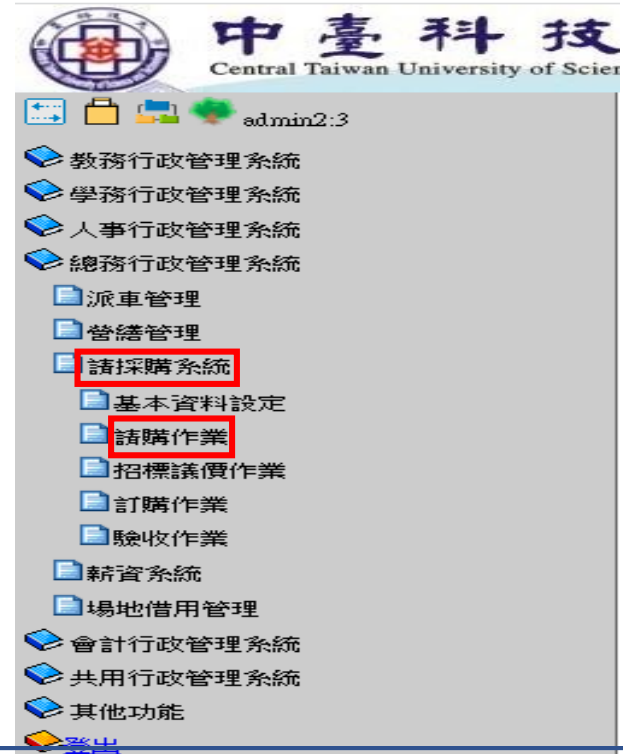 中臺科技
Central Taiwan University of Scien
admin2:3
教務行政管理系統
學務行政管理系統
人事行政管理系統
總務行政管理系統
派車管理
營繕管理
請採購系統
基本資料設定
請購作業
招標議價作業
訂購作業
驗收作業
薪資系統
場地借用管理
會計行政管理系統
共用行政管理系統
其他功能
登出